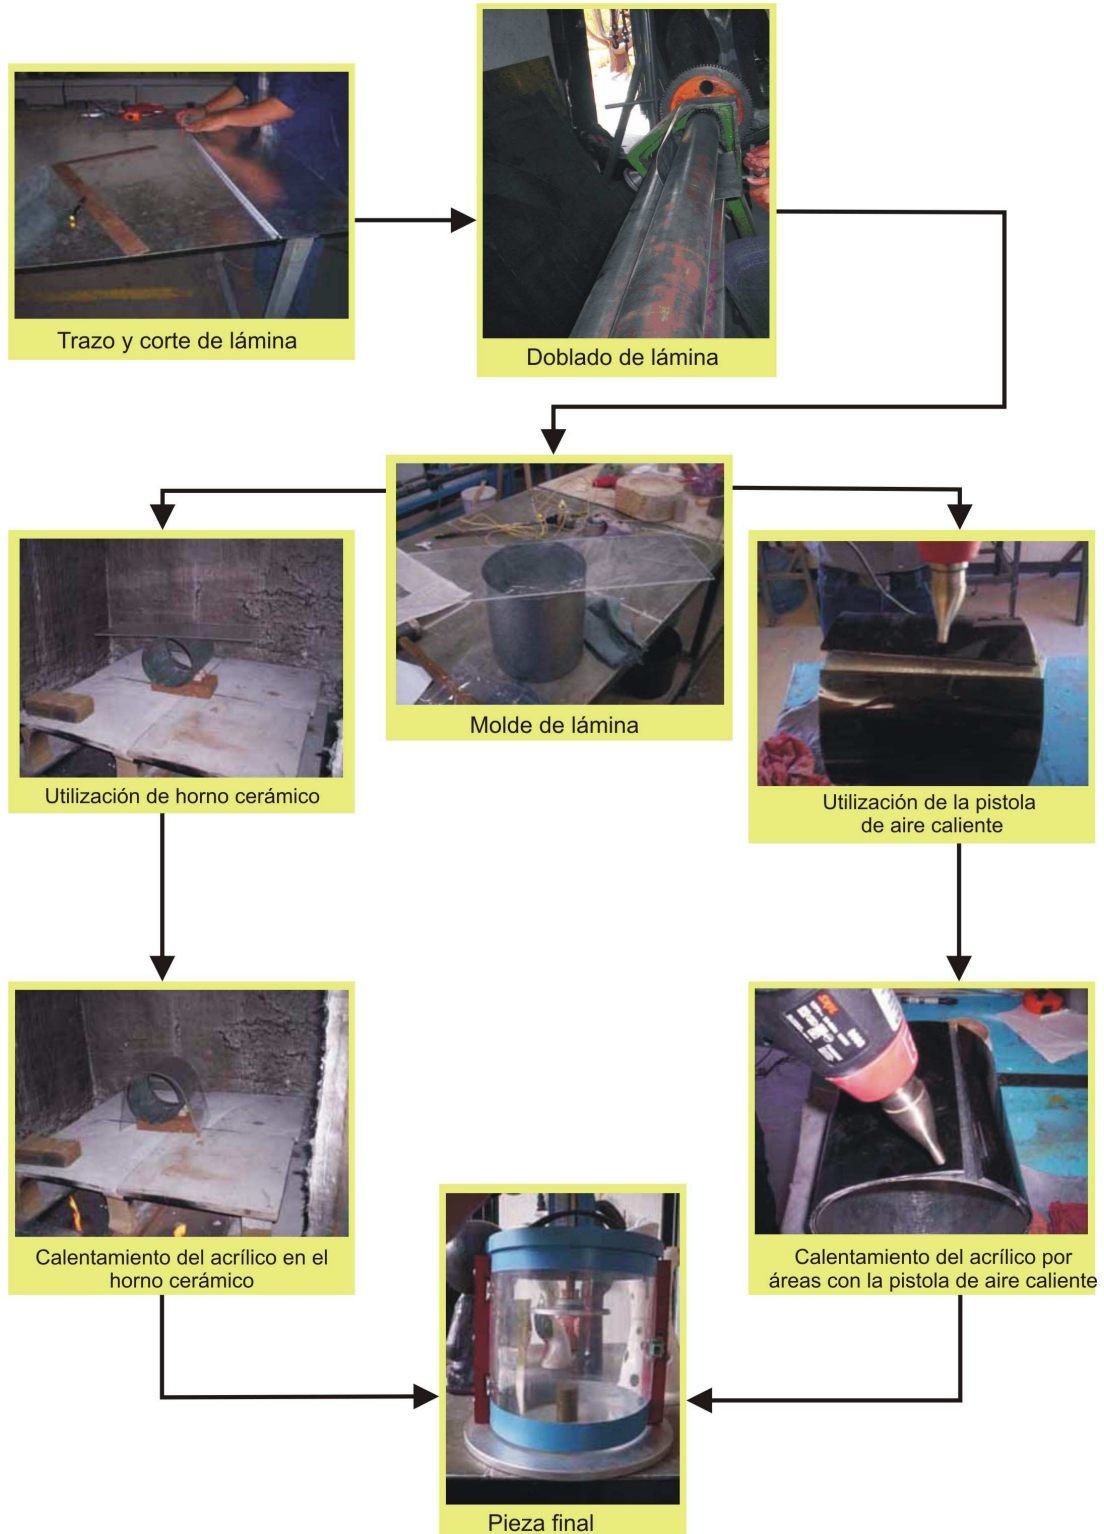 Trazo y corte de lámina
Doblado de lámina
Molde de lámina
Utilización de horno cerámico
Utilización de la pistola
de aire caliente
Calentamiento del acrílico en el
horno cerámico
Calentamiento del acrílico por
áreas con la pistola de aire caliente
Pieza final